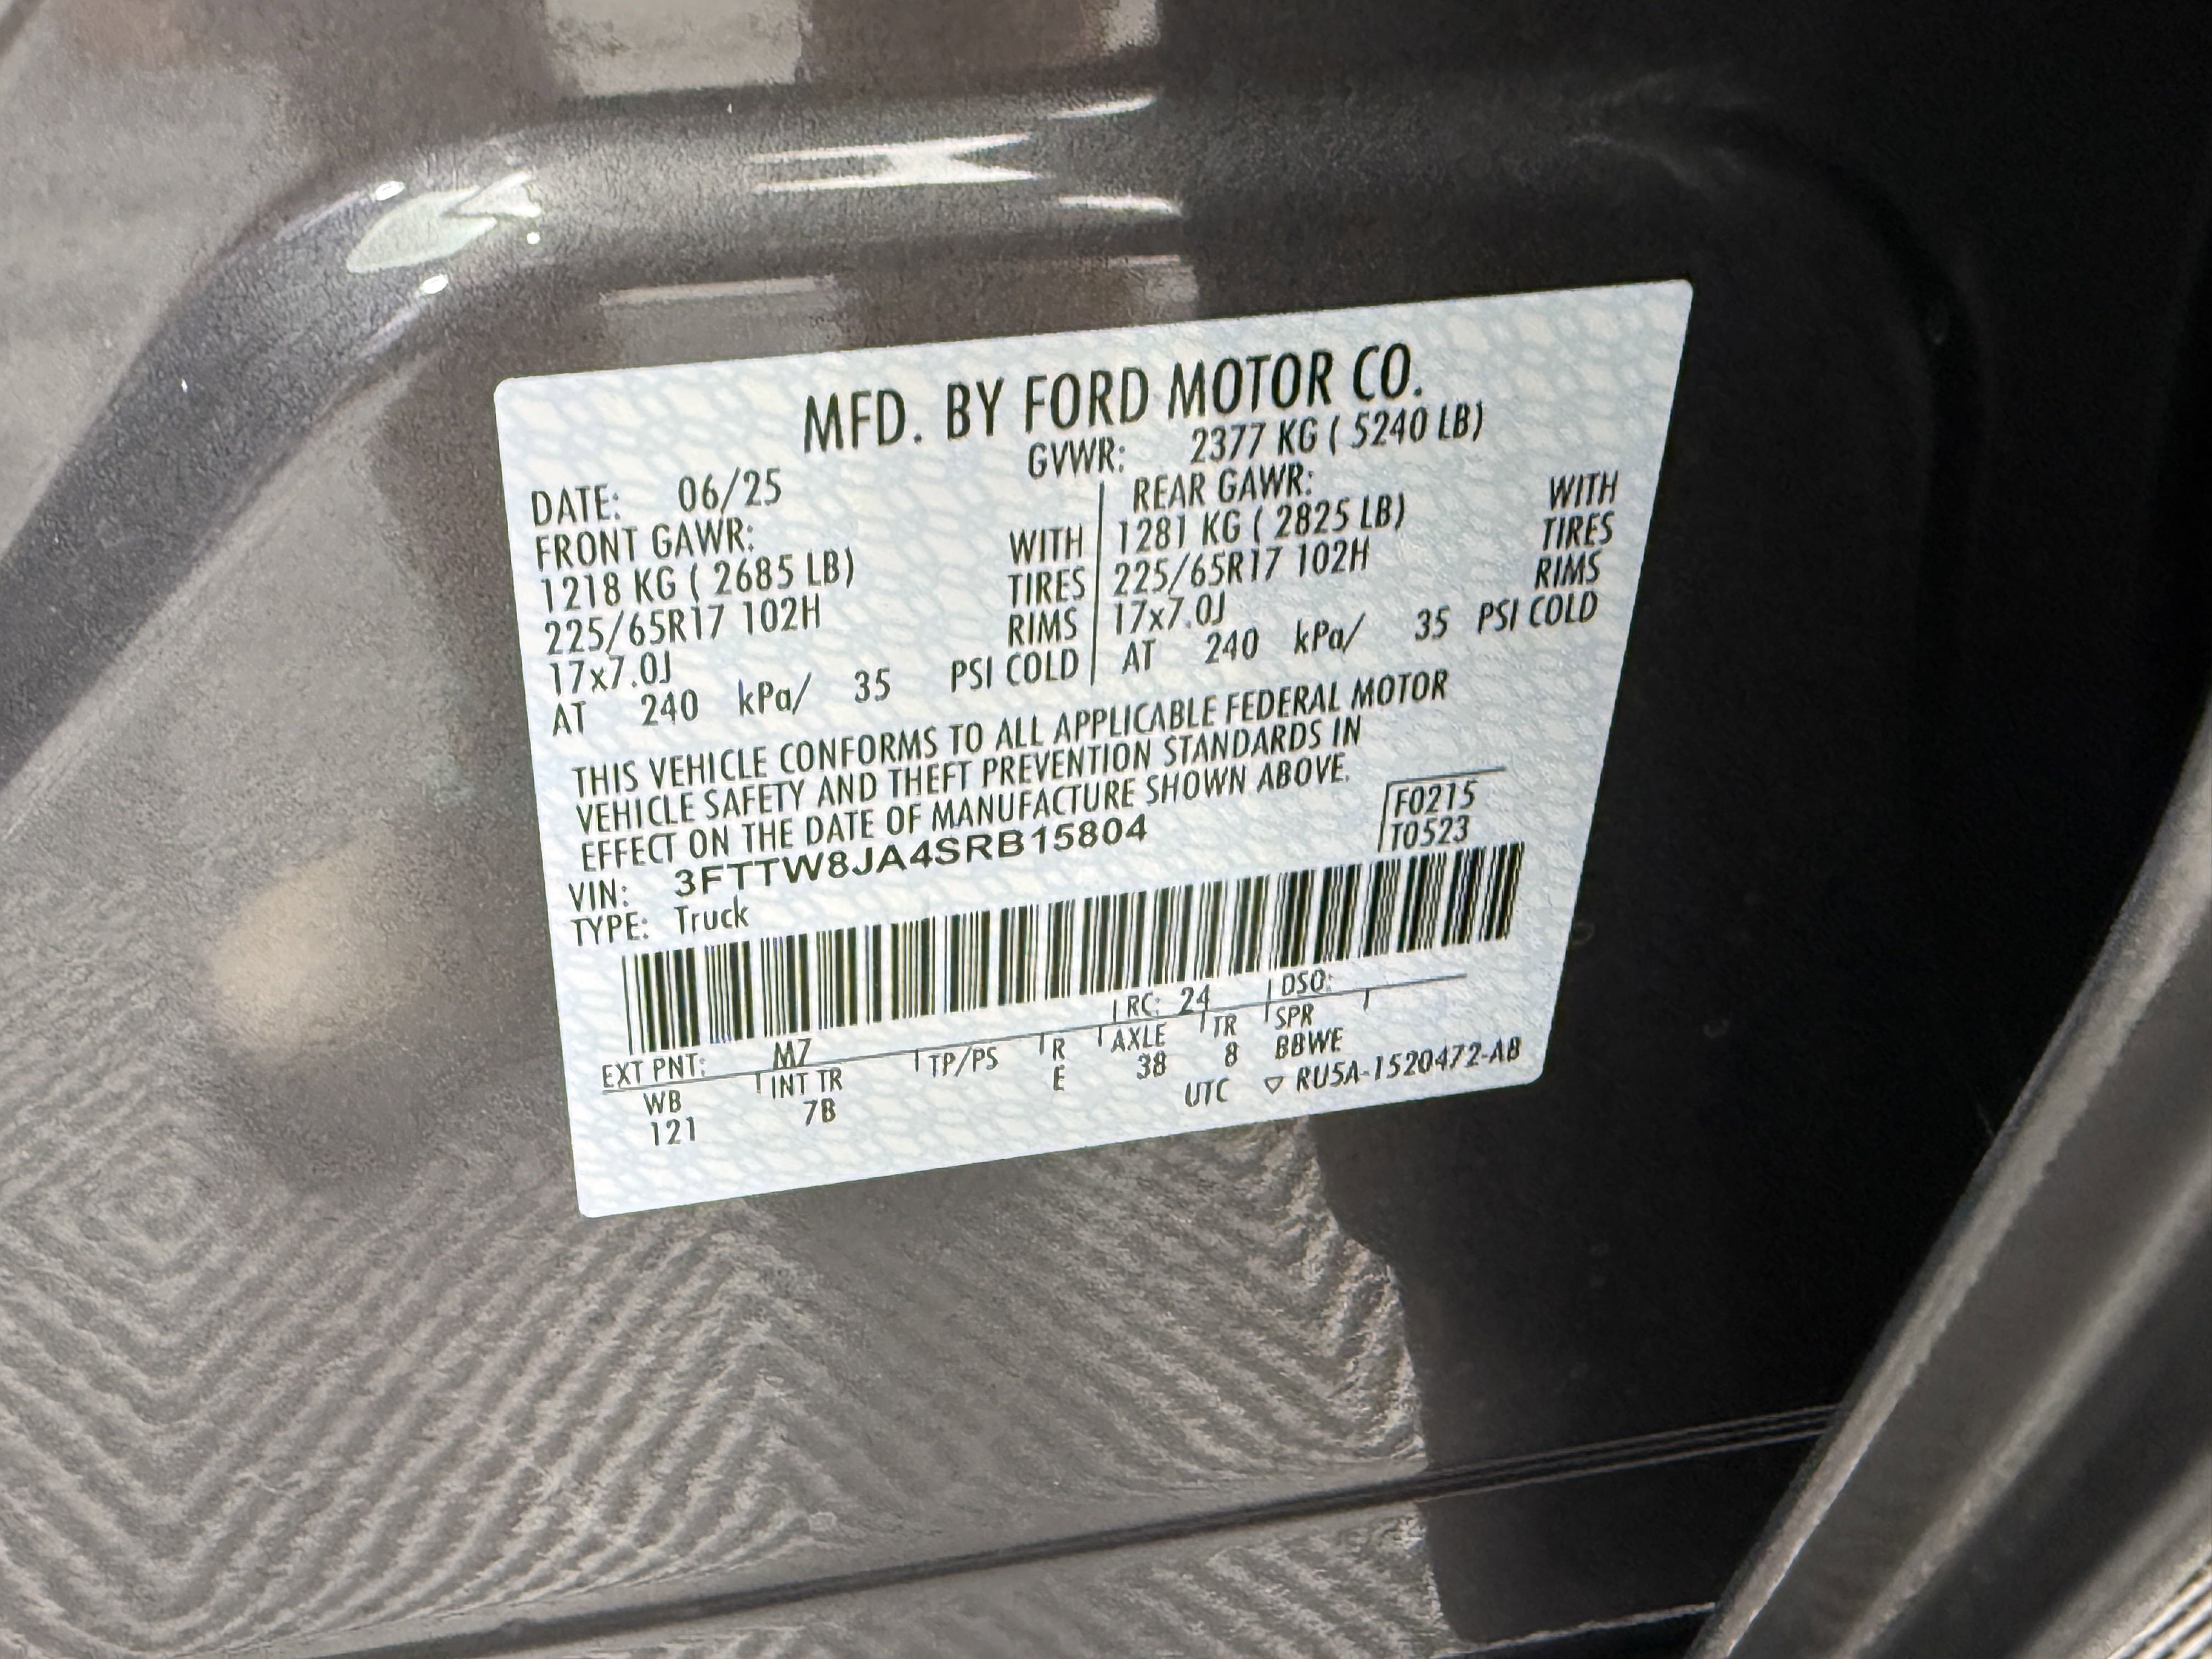 MFD. BY FORD MOTOR CO.
GVWR: 2377 KG ( 5240 LB)
DATE: 06/25
FRONT GAWR:
1218 KG ( 2685 LB) WITH
225/65R17 102H TIRES
17x7.0J RIMS
AT 240 kPa/ 35 PSI COLD
REAR GAWR:
1281 KG ( 2825 LB) WITH
225/65R17 102H TIRES
17x7.0J RIMS
AT 240 kPa/ 35 PSI COLD
THIS VEHICLE CONFORMS TO ALL APPLICABLE FEDERAL MOTOR
VEHICLE SAFETY AND THEFT PREVENTION STANDARDS IN
EFFECT ON THE DATE OF MANUFACTURE SHOWN ABOVE.
F0215
T0523
VIN: 3FTTW8JA4SRB15804
TYPE: Truck
EXT PNT: M7 RC: 24 DSO:
WB INT TR TP/PS R AXLE TR SPR
121 7B E 38 8 BBWE
UTC ▽ RU5A-1520472-AB